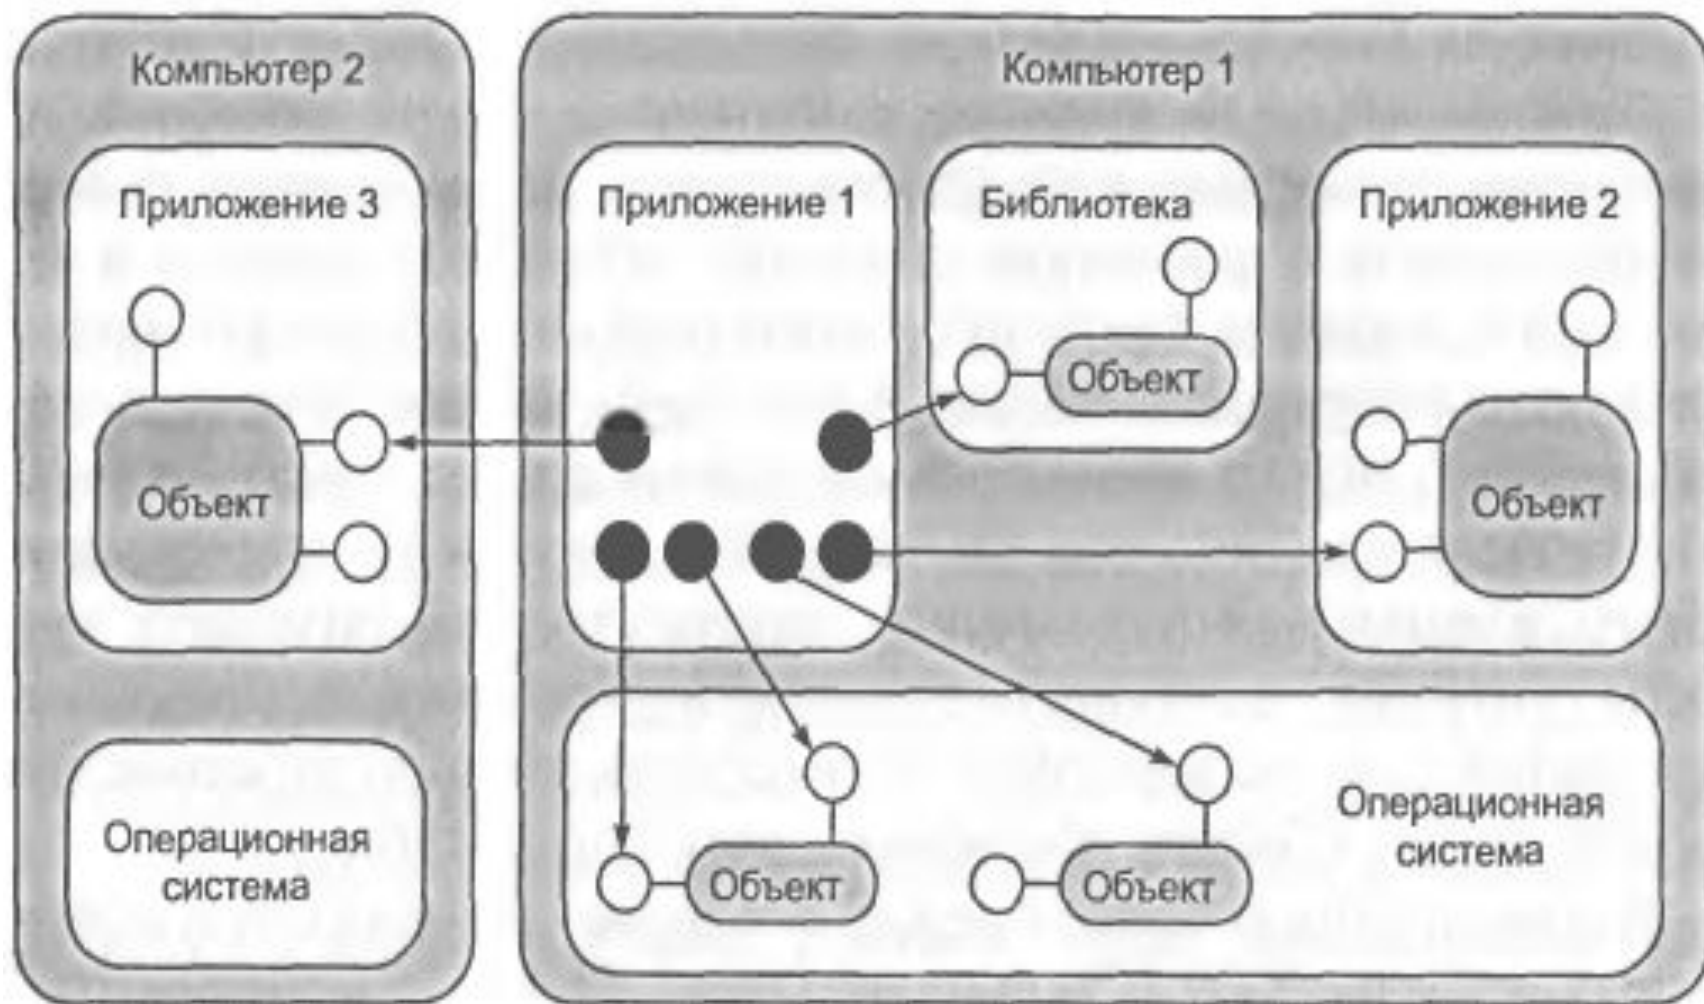 Компьютер 2
Компьютер 1
Приложение 3
Приложение 1
Библиотека
Приложение 2
Объект
Объект
Объект
Операционная
система
Объект
Объект
Операционная
система